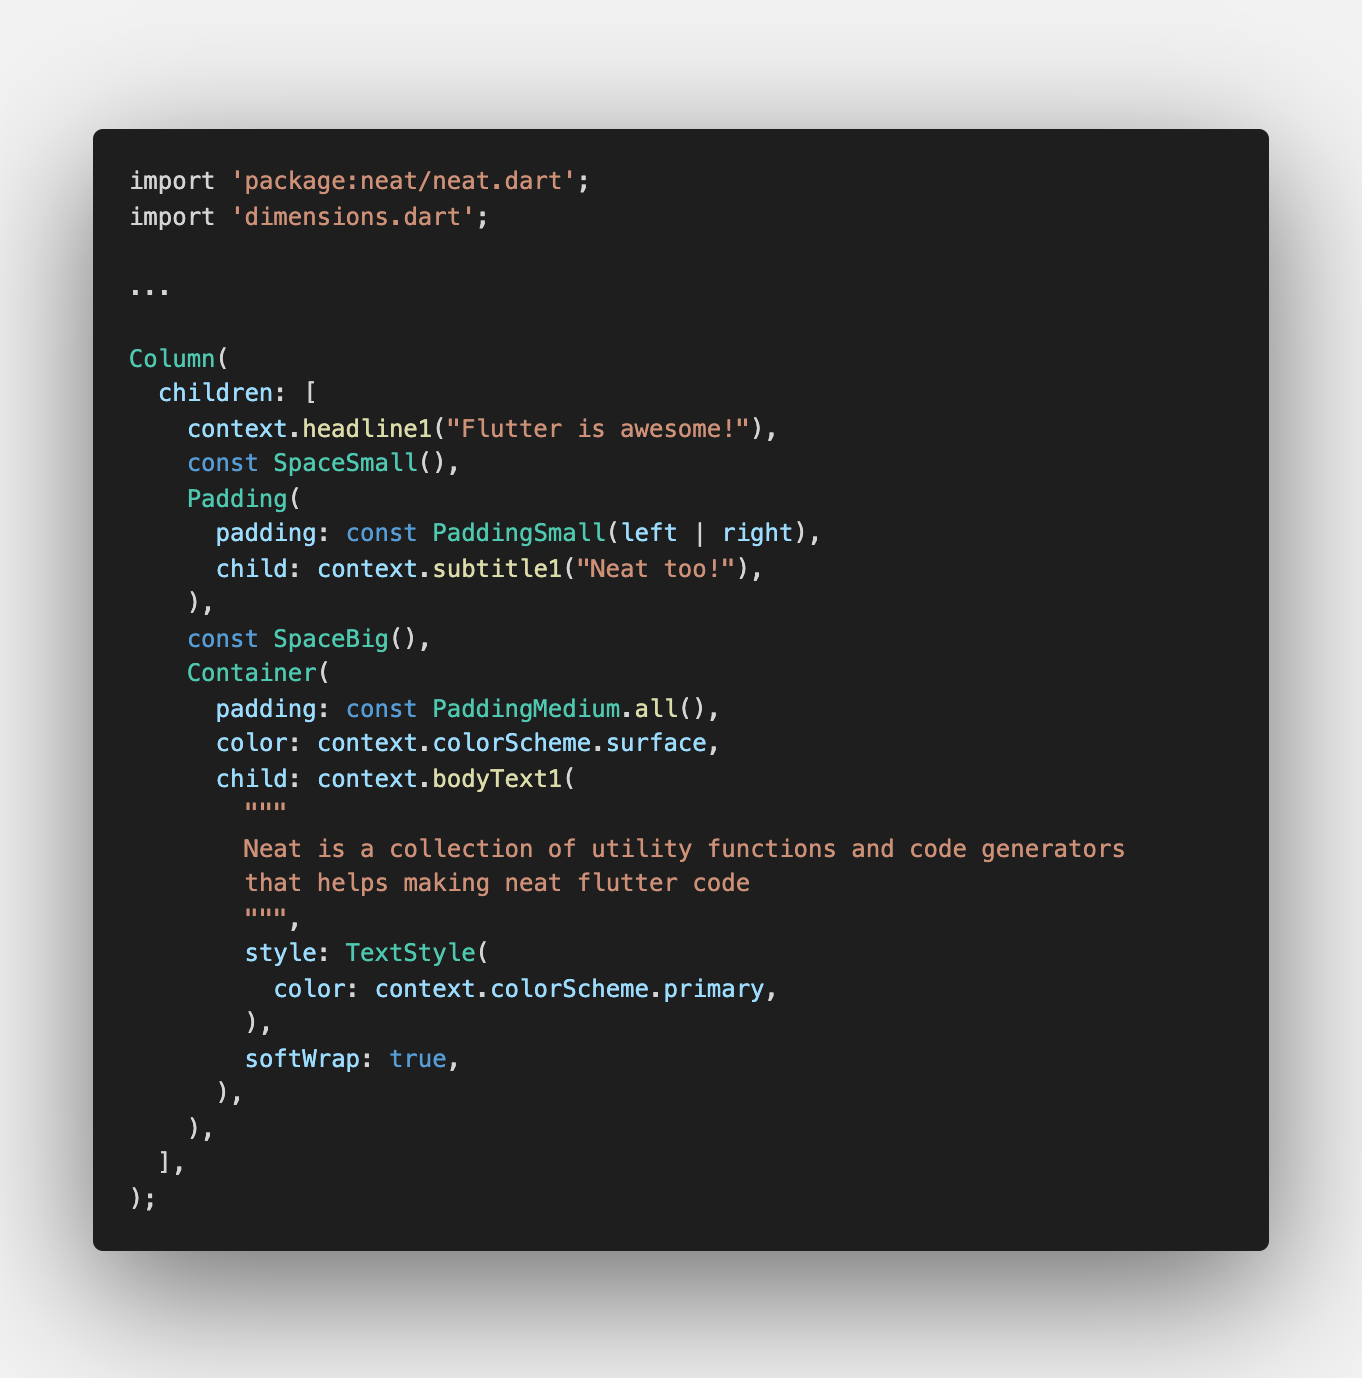 import 'package:neat/neat.dart';
import 'dimensions.dart';
...
Column(
  children: [
    context.headline1("Flutter is awesome!"),
    const SpaceSmall(),
    Padding(
      padding: const PaddingSmall(left | right),
      child: context.subtitle1("Neat too!"),
    ),
    const SpaceBig(),
    Container(
      padding: const PaddingMedium.all(),
      color: context.colorScheme.surface,
      child: context.bodyText1(
        """
        Neat is a collection of utility functions and code generators
        that helps making neat flutter code
        """,
        style: TextStyle(
          color: context.colorScheme.primary,
        ),
        softWrap: true,
      ),
    ),
  ],
);